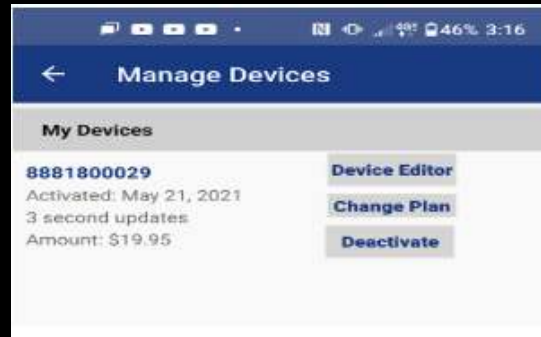 46% 3:16
Manage Devices
My Devices
8881800029
Activated: May 21, 2021
3 second updates
Amount: $19.95
Device Editor
Change Plan
Deactivate